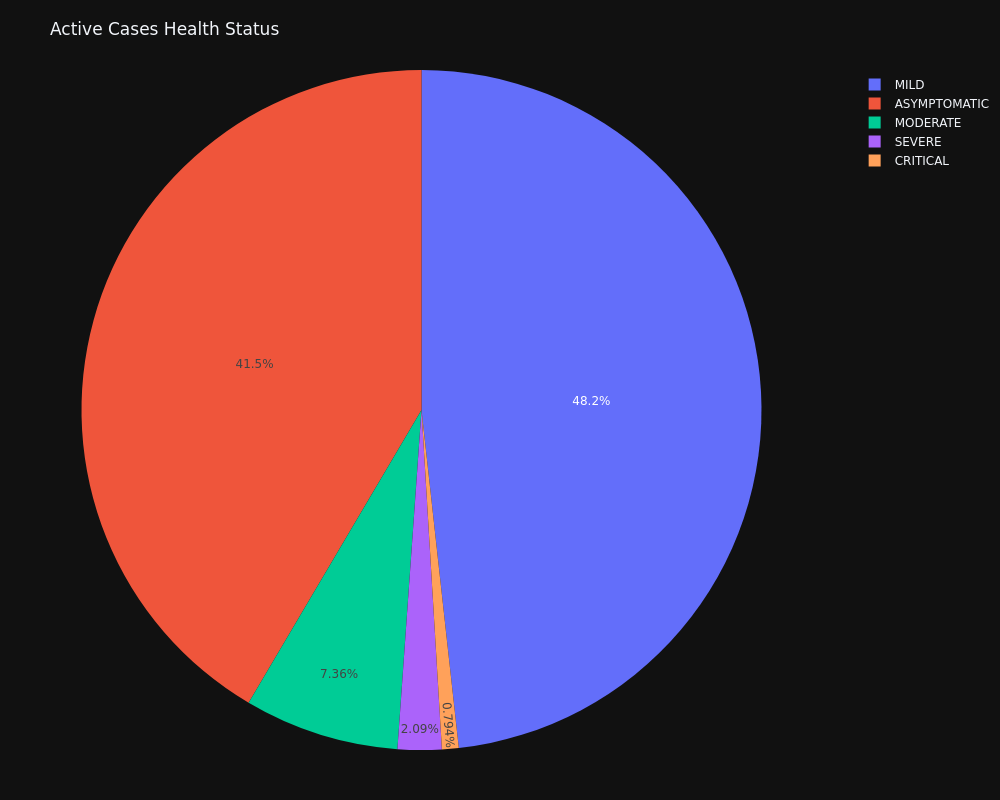 Active Cases Health Status
MILD
ASYMPTOMATIC
MODERATE
SEVERE
CRITICAL
41.5%
48.2%
7.36%
2.09%
0.794%